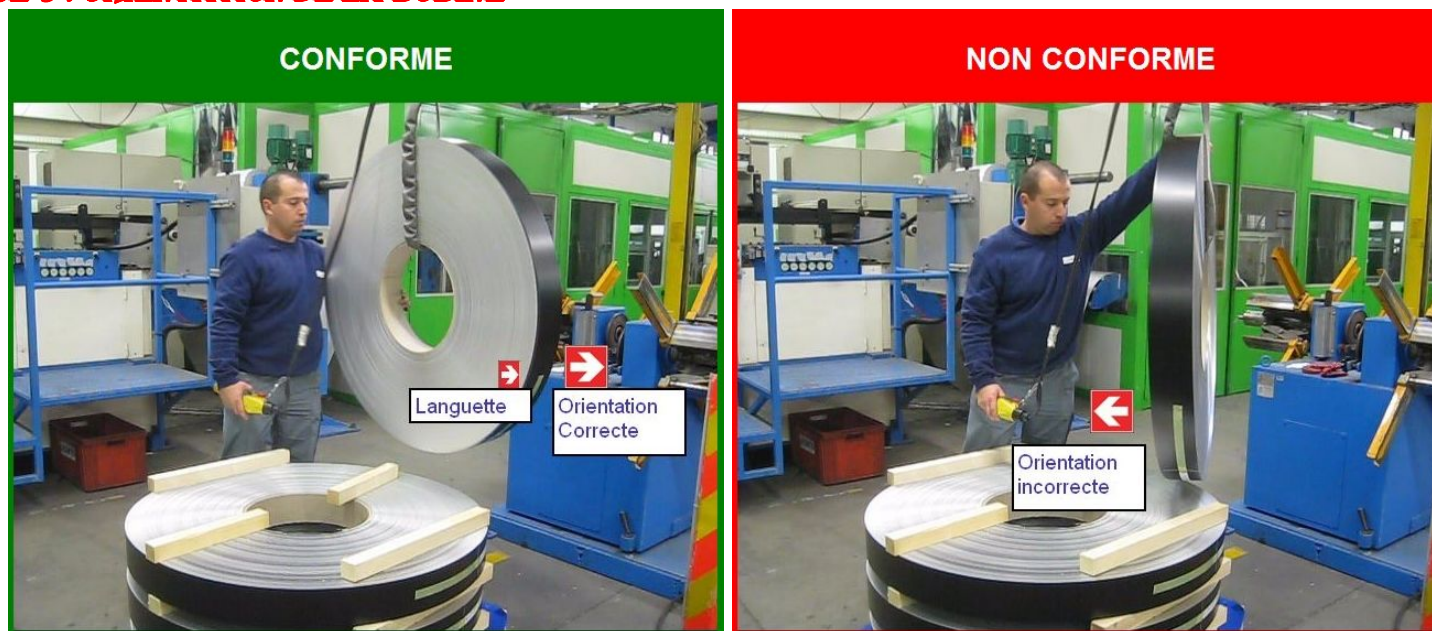 CONFORME
NON CONFORME
Languette
Orientation
Correcte
Orientation
incorrecte